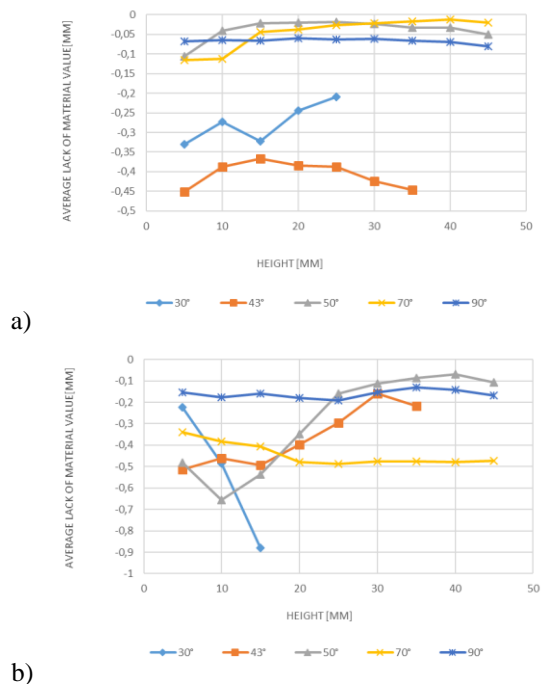 AVERAGE LACK OF MATERIAL VALUE[MM]
0
-0,05
-0,1
-0,15
-0,2
-0,25
-0,3
-0,35
-0,4
-0,45
-0,5
0 10 20 30 40 50
HEIGHT [MM]
30° 43° 50° 70° 90°
a)
AVERAGE LACK OF MATERIAL VALUE[MM]
0
-0,1
-0,2
-0,3
-0,4
-0,5
-0,6
-0,7
-0,8
-0,9
-1
0 10 20 30 40 50
HEIGHT [MM]
30° 43° 50° 70° 90°
b)